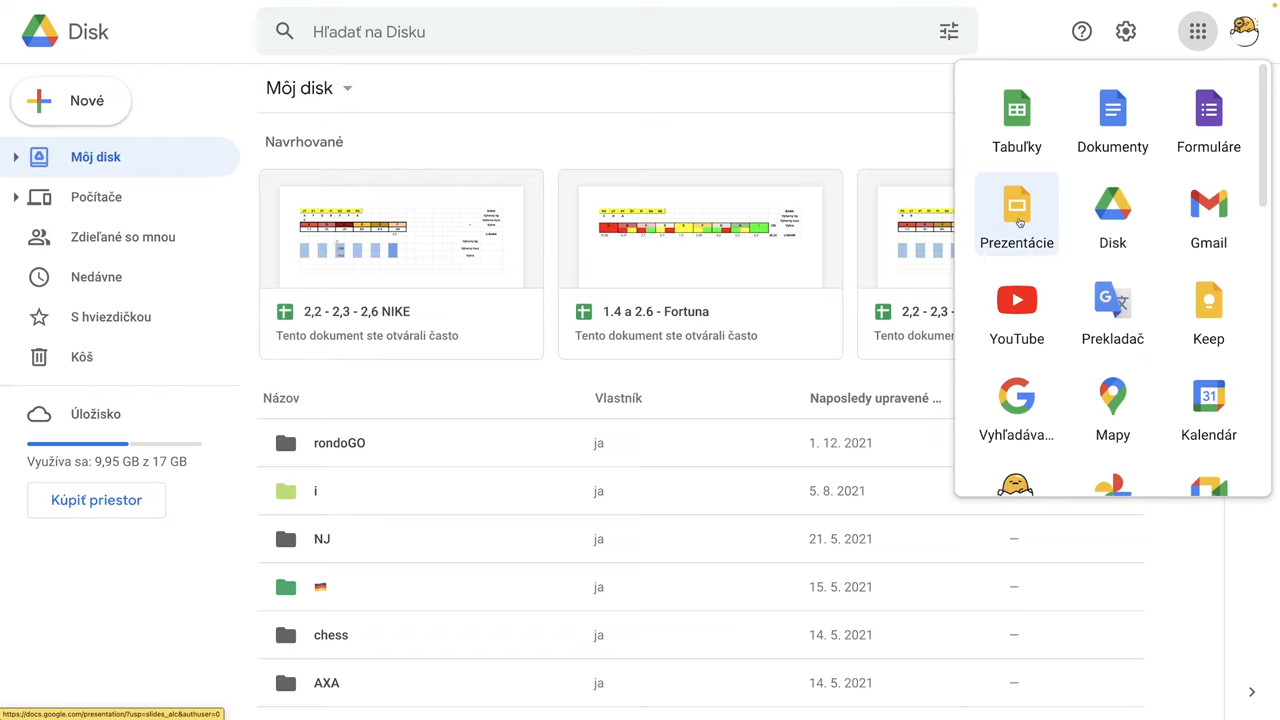 Disk
Hľadať na Disku
Nové
Môj disk
Počítače
Zdieľané so mnou
Nedávne
S hviezdičkou
Kôš
Úložisko
Využíva sa: 9,95 GB z 17 GB
Kúpiť priestor
Môj disk
Navrhované
2,2 - 2,3 - 2,6 NIKE
Tento dokument ste otvárali často
1.4 a 2.6 - Fortuna
Tento dokument ste otvárali často
2,2 - 2,3 -
Tento dokumen
Názov
Vlastník
Naposledy upravené …
rondoGO
ja
1. 12. 2021
i
ja
5. 8. 2021
NJ
ja
21. 5. 2021
—
ja
15. 5. 2021
—
chess
ja
14. 5. 2021
—
AXA
ja
14. 5. 2021
—
Tabuľky
Dokumenty
Formuláre
Prezentácie
Disk
Gmail
YouTube
Prekladač
Keep
Vyhľadáva...
Mapy
31
Kalendár
https://docs.google.com/presentation/?usp=slides_alc&authuser=0